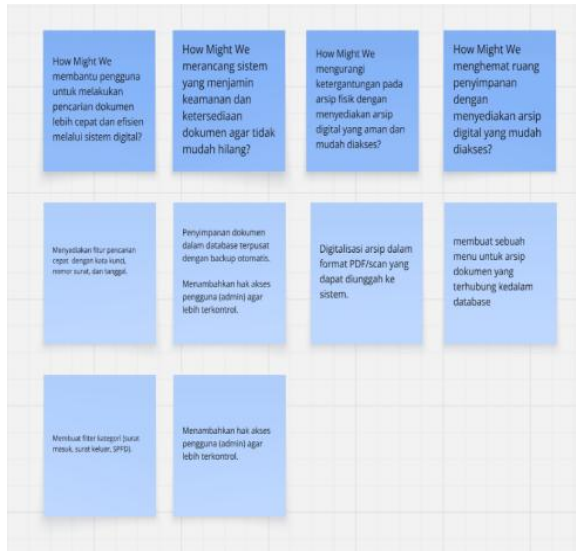 How Might We
membantu pengguna
untuk melakukan
pencarian dokumen
lebih cepat dan efisien
melalui sistem digital?
How Might We
merancang sistem
yang menjamin
keamanan dan
ketersediaan
dokumen agar tidak
mudah hilang?
How Might We
mengurangi
ketergantungan pada
arsip fisik dengan
menyediakan arsip
digital yang aman dan
mudah diakses?
How Might We
menghemat ruang
penyimpanan
dengan
menyediakan arsip
digital yang mudah
diakses?
Menyediakan fitur pencarian
cepat dengan kata kunci,
nomor surat, dan tanggal.
Penyimpanan dokumen
dalam database terpusat
dengan backup otomatis.
Menambahkan hak akses
pengguna (admin) agar
lebih terkontrol.
Digitalisasi arsip dalam
format PDF/scan yang
dapat diunggah ke
sistem.
membuat sebuah
menu untuk arsip
dokumen yang
terhubung kedalam
database
Membuat filter kategori (surat
masuk, surat keluar, SPPD).
Menambahkan hak akses
pengguna (admin) agar
lebih terkontrol.